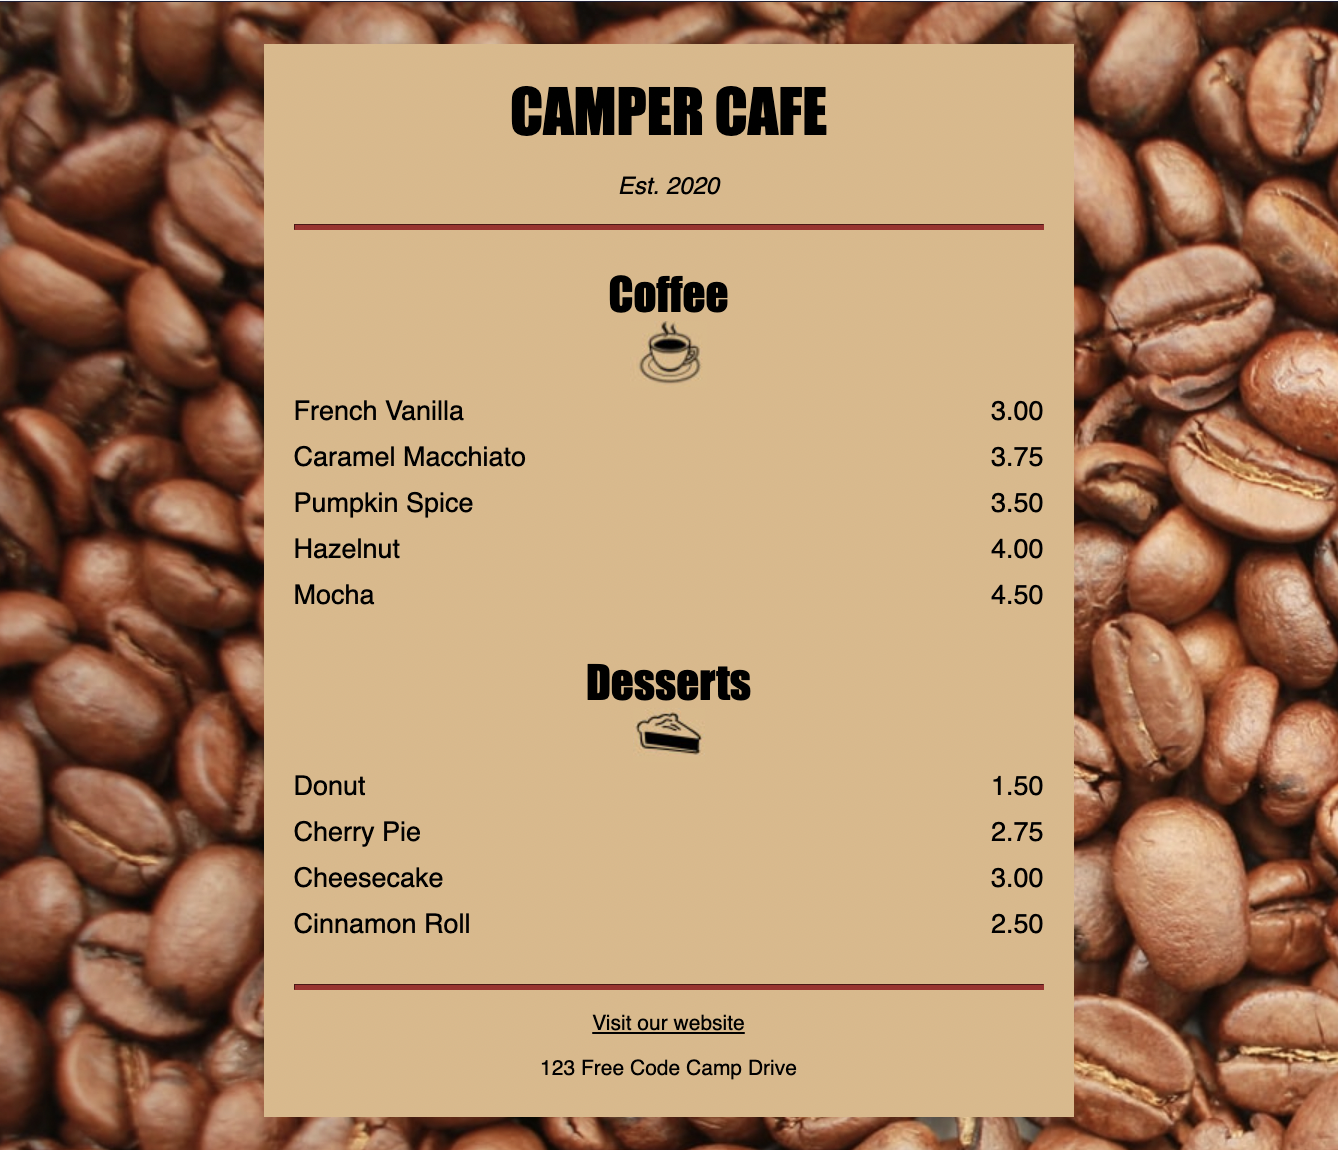 CAMPER CAFE
Est. 2020
Coffee
French Vanilla 3.00
Caramel Macchiato 3.75
Pumpkin Spice 3.50
Hazelnut 4.00
Mocha 4.50
Desserts
Donut 1.50
Cherry Pie 2.75
Cheesecake 3.00
Cinnamon Roll 2.50
Visit our website
123 Free Code Camp Drive